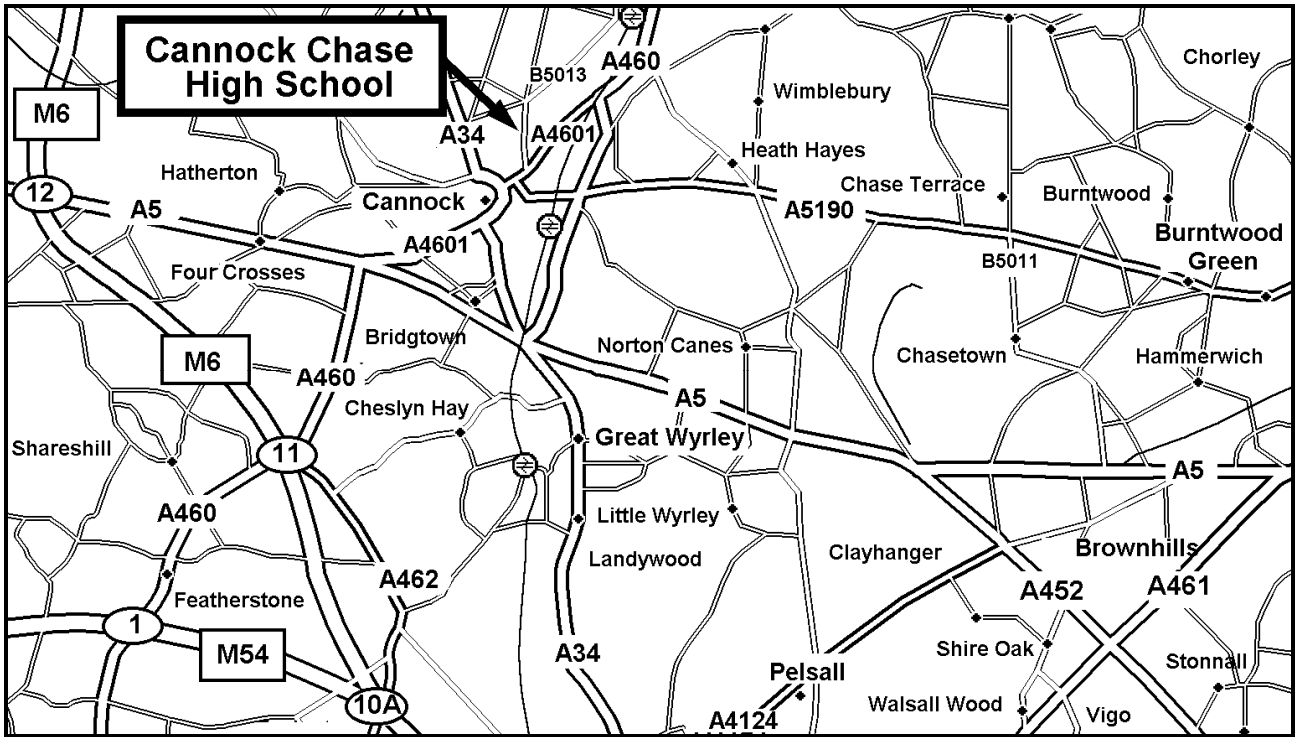 Cannock Chase
High School
B5013
A460
Chorley
M6
Wimblebury
A34
A4601
Heath Hayes
Hatherton
Chase Terrace
Burntwood
12
A5
Cannock
A5190
Burntwood
Green
A4601
Four Crosses
B5011
Bridgtown
Norton Canes
Chasetown
Hammerwich
M6
A460
A5
Cheslyn Hay
Great Wyrley
Shareshill
11
A5
A460
Little Wyrley
Landywood
Clayhanger
Brownhills
A462
A452
A461
Featherstone
1
M54
A34
Shire Oak
Stonnall
Pelsall
10A
Walsall Wood
Vigo
A4124